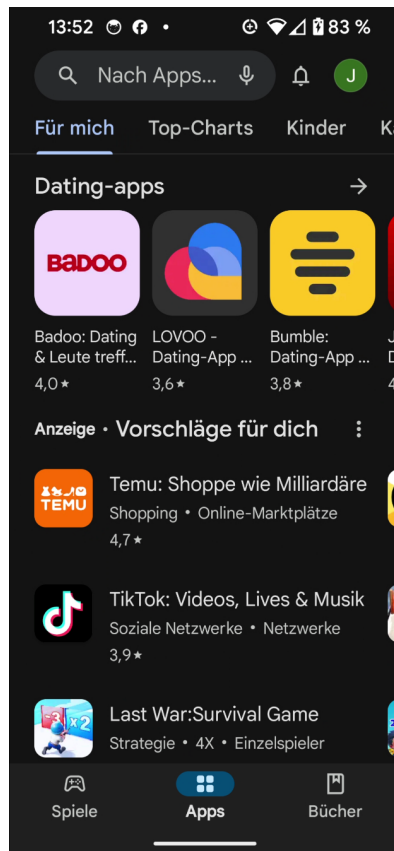 13:52 83 %
Nach Apps... J
Für mich Top-Charts Kinder K
Dating-apps
BADOO
Badoo: Dating & Leute treff...
4,0★
LOVOO - Dating-App ...
3,6★
Bumble: Dating-App ...
3,8★
Anzeige • Vorschläge für dich
TEMU
Temu: Shoppe wie Milliardäre
Shopping • Online-Marktplätze
4,7★
TikTok: Videos, Lives & Musik
Soziale Netzwerke • Netzwerke
3,9★
-3 x2
Last War:Survival Game
Strategie • 4X • Einzelspieler
Spiele Apps Bücher